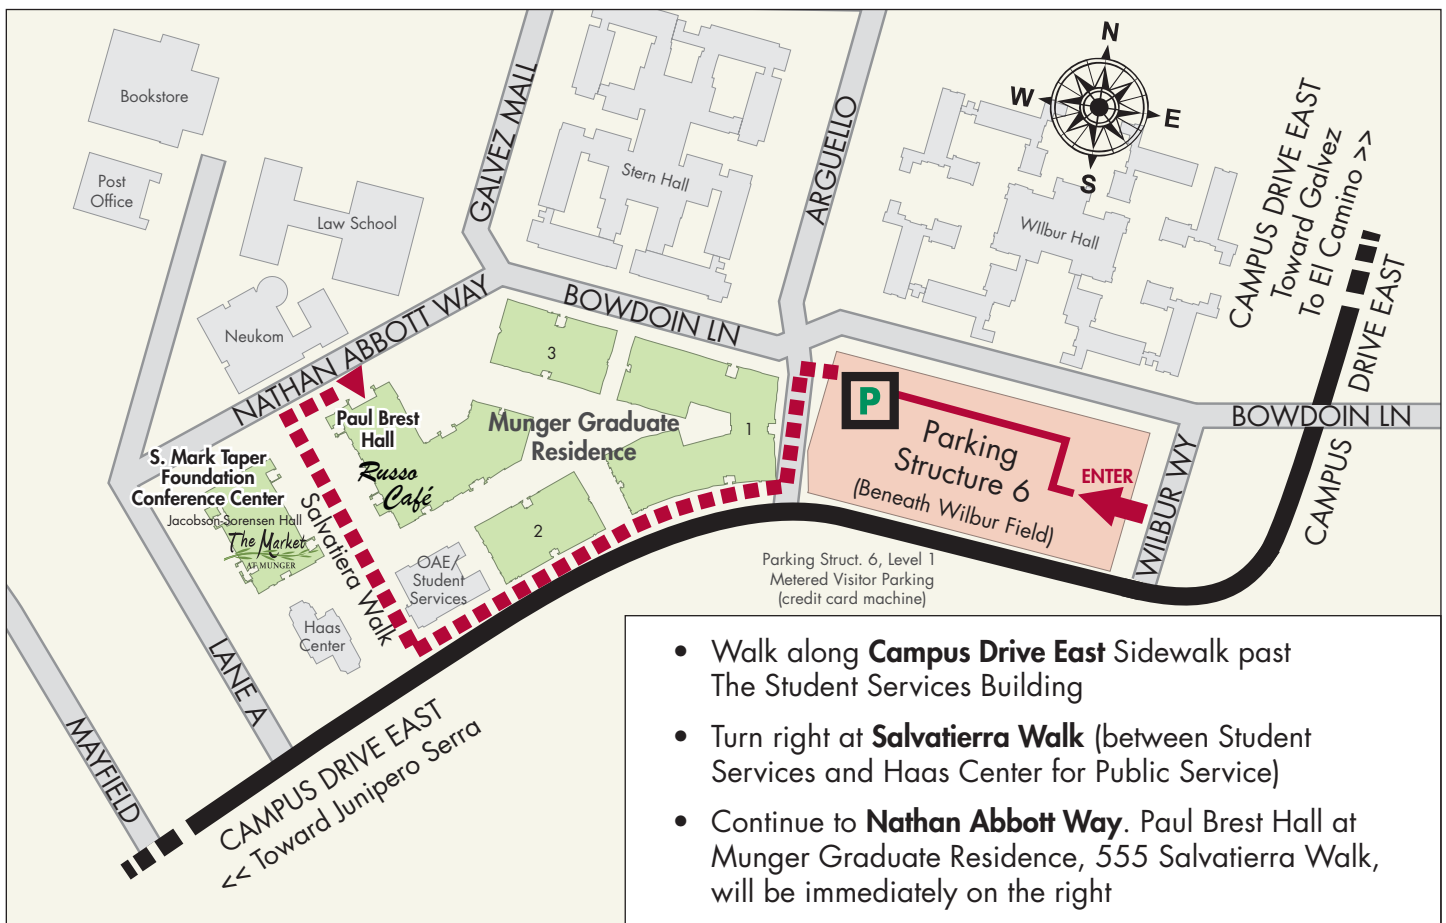 N
W
E
S
Bookstore
Post
Office
Law School
Neukom
GALVEZ MALL
Stern Hall
ARGUELLO
WIlbur Hall
CAMPUS DRIVE EAST
Toward Galvez
To El Camino >>
NATHAN ABBOTT WAY
BOWDOIN LN
BOWDOIN LN
CAMPUS DRIVE EAST
3
1
2
Munger Graduate
Residence
Paul Brest
Hall
Russo
Café
S. Mark Taper
Foundation
Conference Center
Jacobson-Sorensen Hall
The Market
AT MUNGER
Salvatiera Walk
OAE/
Student
Services
Haas
Center
P
Parking
Structure 6
(Beneath Wilbur Field)
ENTER
WILBUR WY
Parking Struct. 6, Level 1
Metered Visitor Parking
(credit card machine)
LANE A
MAYFIELD
CAMPUS DRIVE EAST
<< Toward Junipero Serra
• Walk along Campus Drive East Sidewalk past
The Student Services Building
• Turn right at Salvatierra Walk (between Student
Services and Haas Center for Public Service)
• Continue to Nathan Abbott Way. Paul Brest Hall at
Munger Graduate Residence, 555 Salvatierra Walk,
will be immediately on the right